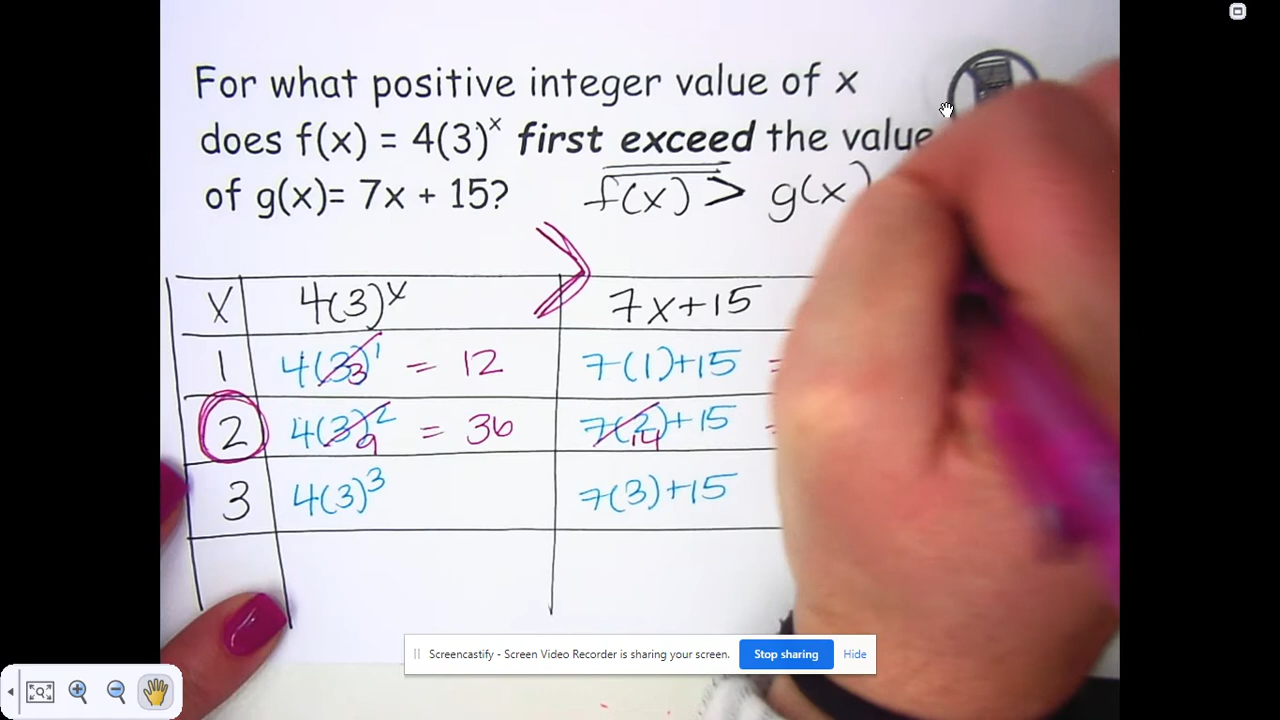 For what positive integer value of x
does f(x) = 4(3)ˣ first exceed the value
of g(x)= 7x + 15? f(x) > g(x)
>
X 4(3)ˣ 7x+15
1 4(3)¹ 3 = 12 7(1)+15 =
2 4(3)² 9 = 36 7(2)+15 14 =
3 4(3)³ 7(3)+15
Screencastify - Screen Video Recorder is sharing your screen. Stop sharing Hide